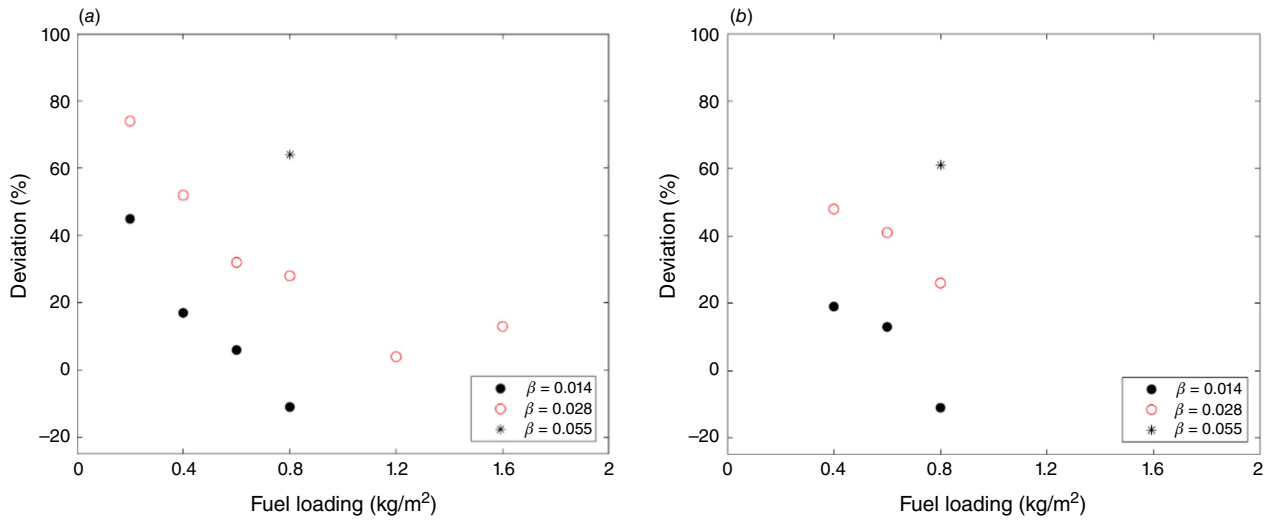 (a)
100
80
60
40
20
0
–20
Deviation (%)
0 0.4 0.8 1.2 1.6 2
Fuel loading (kg/m²)
β = 0.014
β = 0.028
β = 0.055
(b)
100
80
60
40
20
0
–20
Deviation (%)
0 0.4 0.8 1.2 1.6 2
Fuel loading (kg/m²)
β = 0.014
β = 0.028
β = 0.055